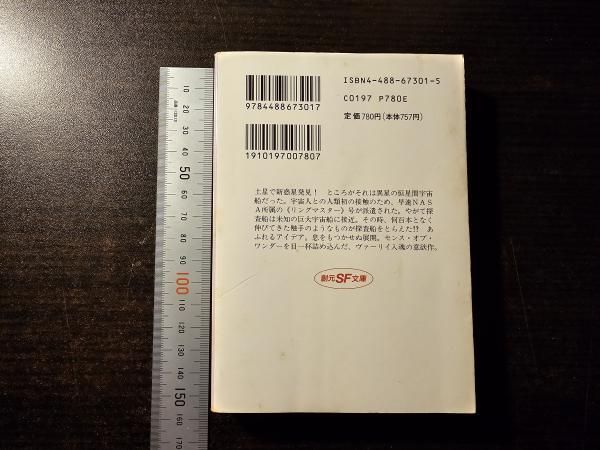 ISBN4-488-67301-5
C0197 P780E
定価780円(本体757円)
9784488673017
1910197007807
土星で新惑星発見！ ところがそれは異星の恒星間宇宙
船だった。宇宙人との人類初の接触のため、早速NAS
A所属の《リングマスター》号が派遣された。やがて探
査船は未知の巨大宇宙船に接近。その時、何百本となく
伸びてきた触手のようなものが探査船をとらえた!? あ
ふれるアイデア。息をもつかせぬ展開。センス・オブ・
ワンダーを目一杯詰め込んだ、ヴァーリイ入魂の意欲作。
創元SF文庫
10
20
30
40
50
60
70
80
90
100
110
120
130
140
150
160
170